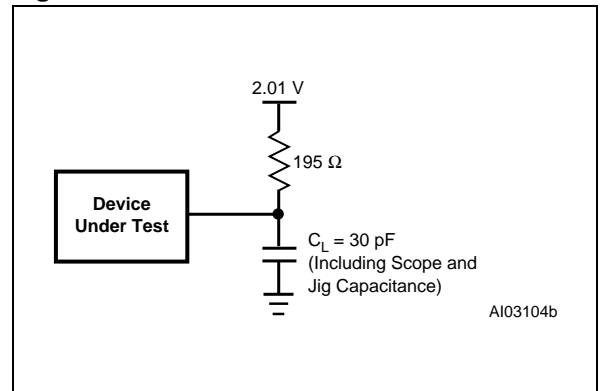 2.01 V
195 Ω
Device
Under Test
C_L = 30 pF
(Including Scope and
Jig Capacitance)
AI03104b